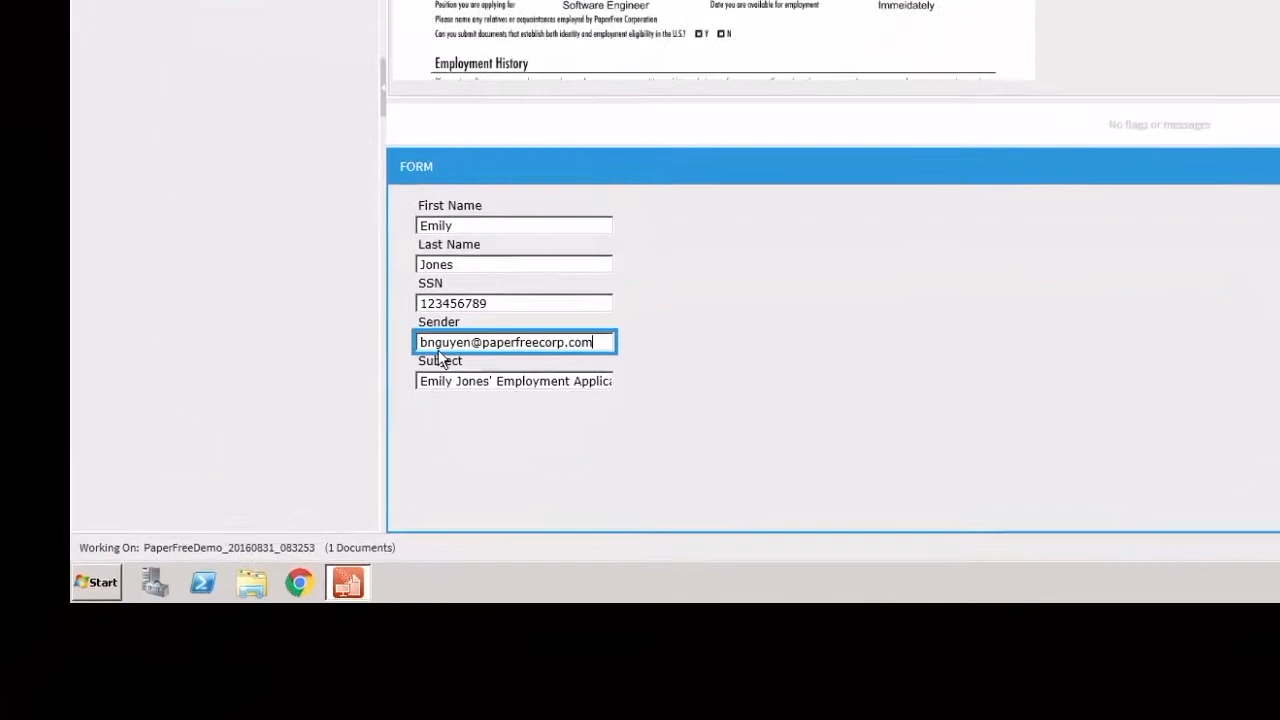 Position you are applying for Software Engineer Date you are available for employment Immeidately
Please name any relatives or acquaintances employed by PaperFree Corporation
Can you submit documents that establish both identity and employment eligibility in the U.S.? Y N
Employment History
No flags or messages
FORM
First Name
Emily
Last Name
Jones
SSN
123456789
Sender
bnguyen@paperfreecorp.com
Subject
Emily Jones' Employment Applica
Working On: PaperFreeDemo_20160831_083253 (1 Documents)
Start